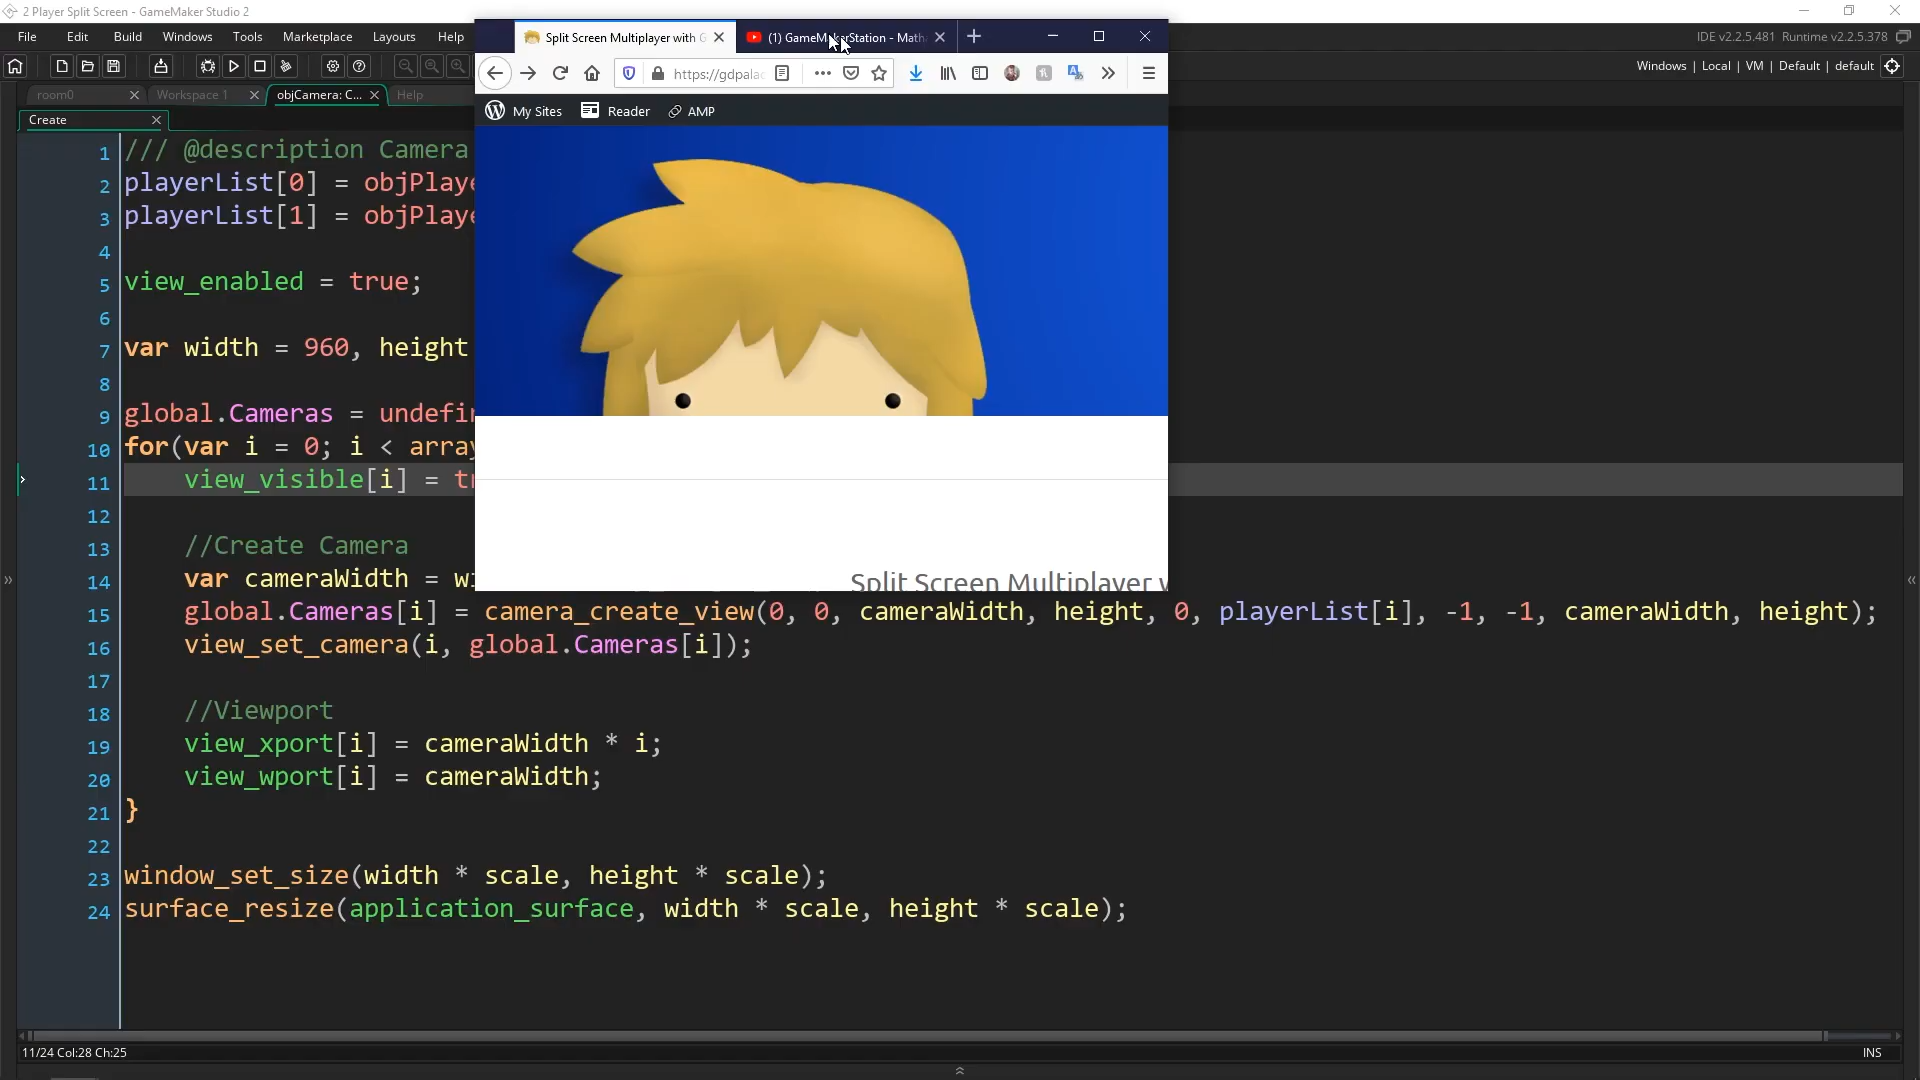 2 Player Split Screen - GameMaker Studio 2
File Edit Build Windows Tools Marketplace Layouts Help
IDE v2.2.5.481 Runtime v2.2.5.378
Windows | Local | VM | Default | default
room0 Workspace 1 objCamera: C... Help
Create
Split Screen Multiplayer with G
(1) GameMakerStation - Math
https://gdpala
My Sites Reader AMP
Split Screen Multiplayer
1 /// @description Camera
2 playerList[0] = objPlaye
3 playerList[1] = objPlaye
4
5 view_enabled = true;
6
7 var width = 960, height
8
9 global.Cameras = undefin
10 for(var i = 0; i < array
11 view_visible[i] = tr
12
13 //Create Camera
14 var cameraWidth = wi
15 global.Cameras[i] = camera_create_view(0, 0, cameraWidth, height, 0, playerList[i], -1, -1, cameraWidth, height);
16 view_set_camera(i, global.Cameras[i]);
17
18 //Viewport
19 view_xport[i] = cameraWidth * i;
20 view_wport[i] = cameraWidth;
21 }
22
23 window_set_size(width * scale, height * scale);
24 surface_resize(application_surface, width * scale, height * scale);
11/24 Col:28 Ch:25
INS